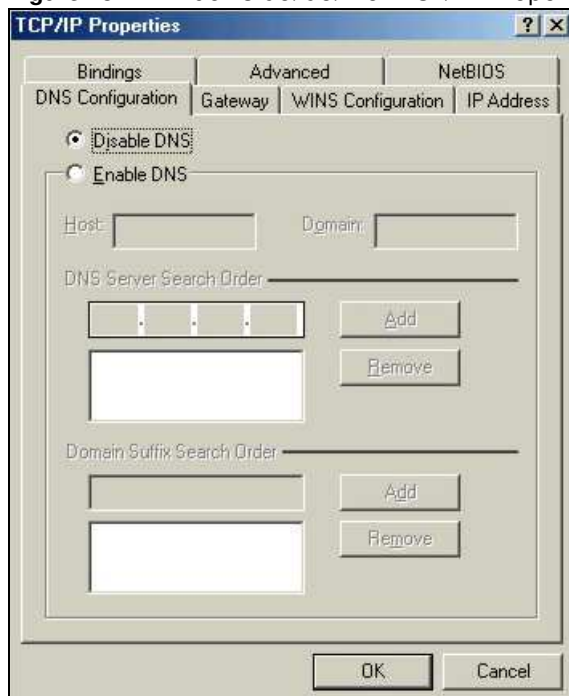 TCP/IP Properties
Bindings Advanced NetBIOS
DNS Configuration Gateway WINS Configuration IP Address
Disable DNS
Enable DNS
Host: Domain:
DNS Server Search Order
Add
Remove
Domain Suffix Search Order
Add
Remove
OK Cancel